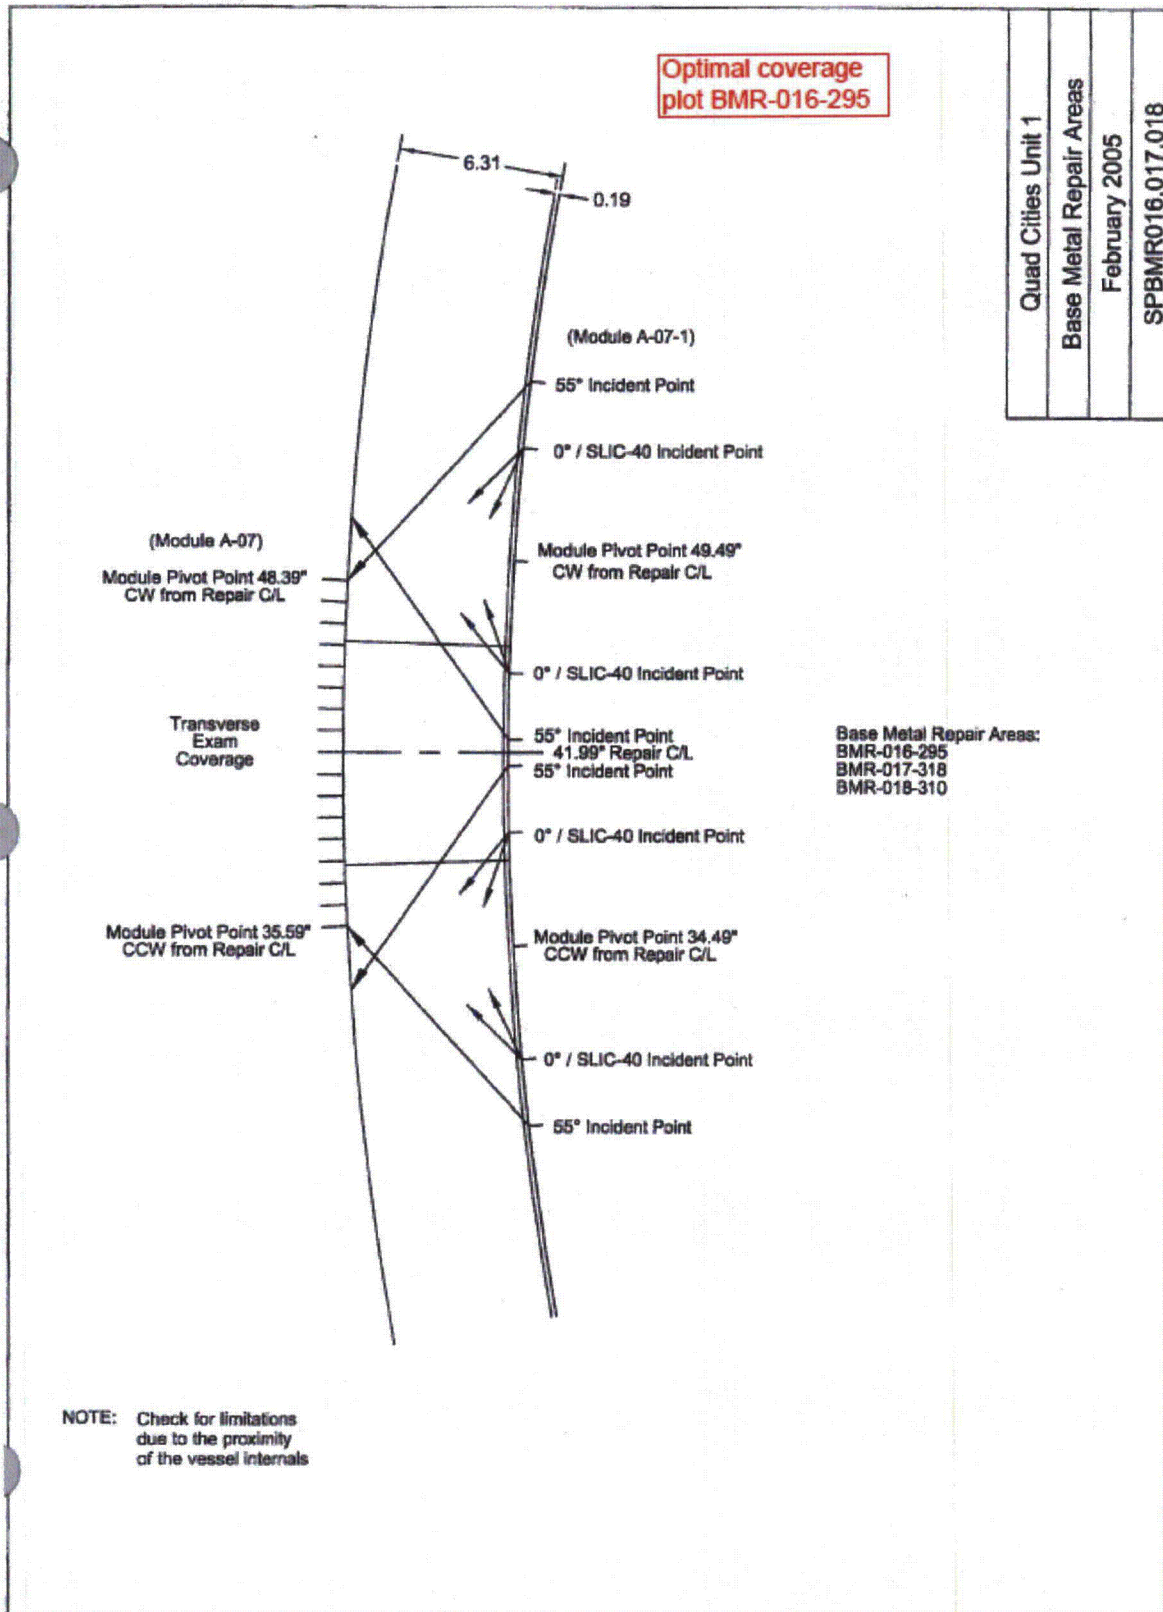 Optimal coverage
plot BMR-016-295
Quad Cities Unit 1
Base Metal Repair Areas
February 2005
SPBMR016.017.018
6.31
0.19
(Module A-07-1)
55° Incident Point
0° / SLIC-40 Incident Point
(Module A-07)
Module Pivot Point 48.39"
CW from Repair C/L
Module Pivot Point 49.49"
CW from Repair C/L
0° / SLIC-40 Incident Point
Transverse
Exam
Coverage
55° Incident Point
41.99" Repair C/L
55° Incident Point
Base Metal Repair Areas:
BMR-016-295
BMR-017-318
BMR-018-310
0° / SLIC-40 Incident Point
Module Pivot Point 35.59"
CCW from Repair C/L
Module Pivot Point 34.49"
CCW from Repair C/L
0° / SLIC-40 Incident Point
55° Incident Point
NOTE: Check for limitations
due to the proximity
of the vessel internals